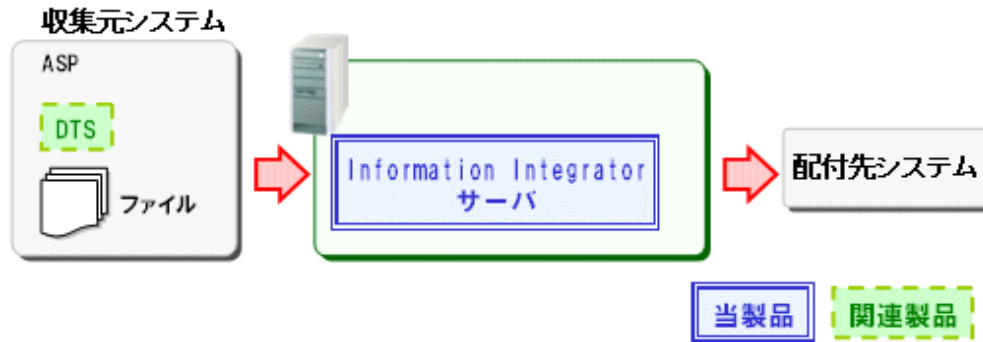 収集元システム
ASP
DTS
ファイル
Information Integrator
サーバ
配付先システム
当製品
関連製品